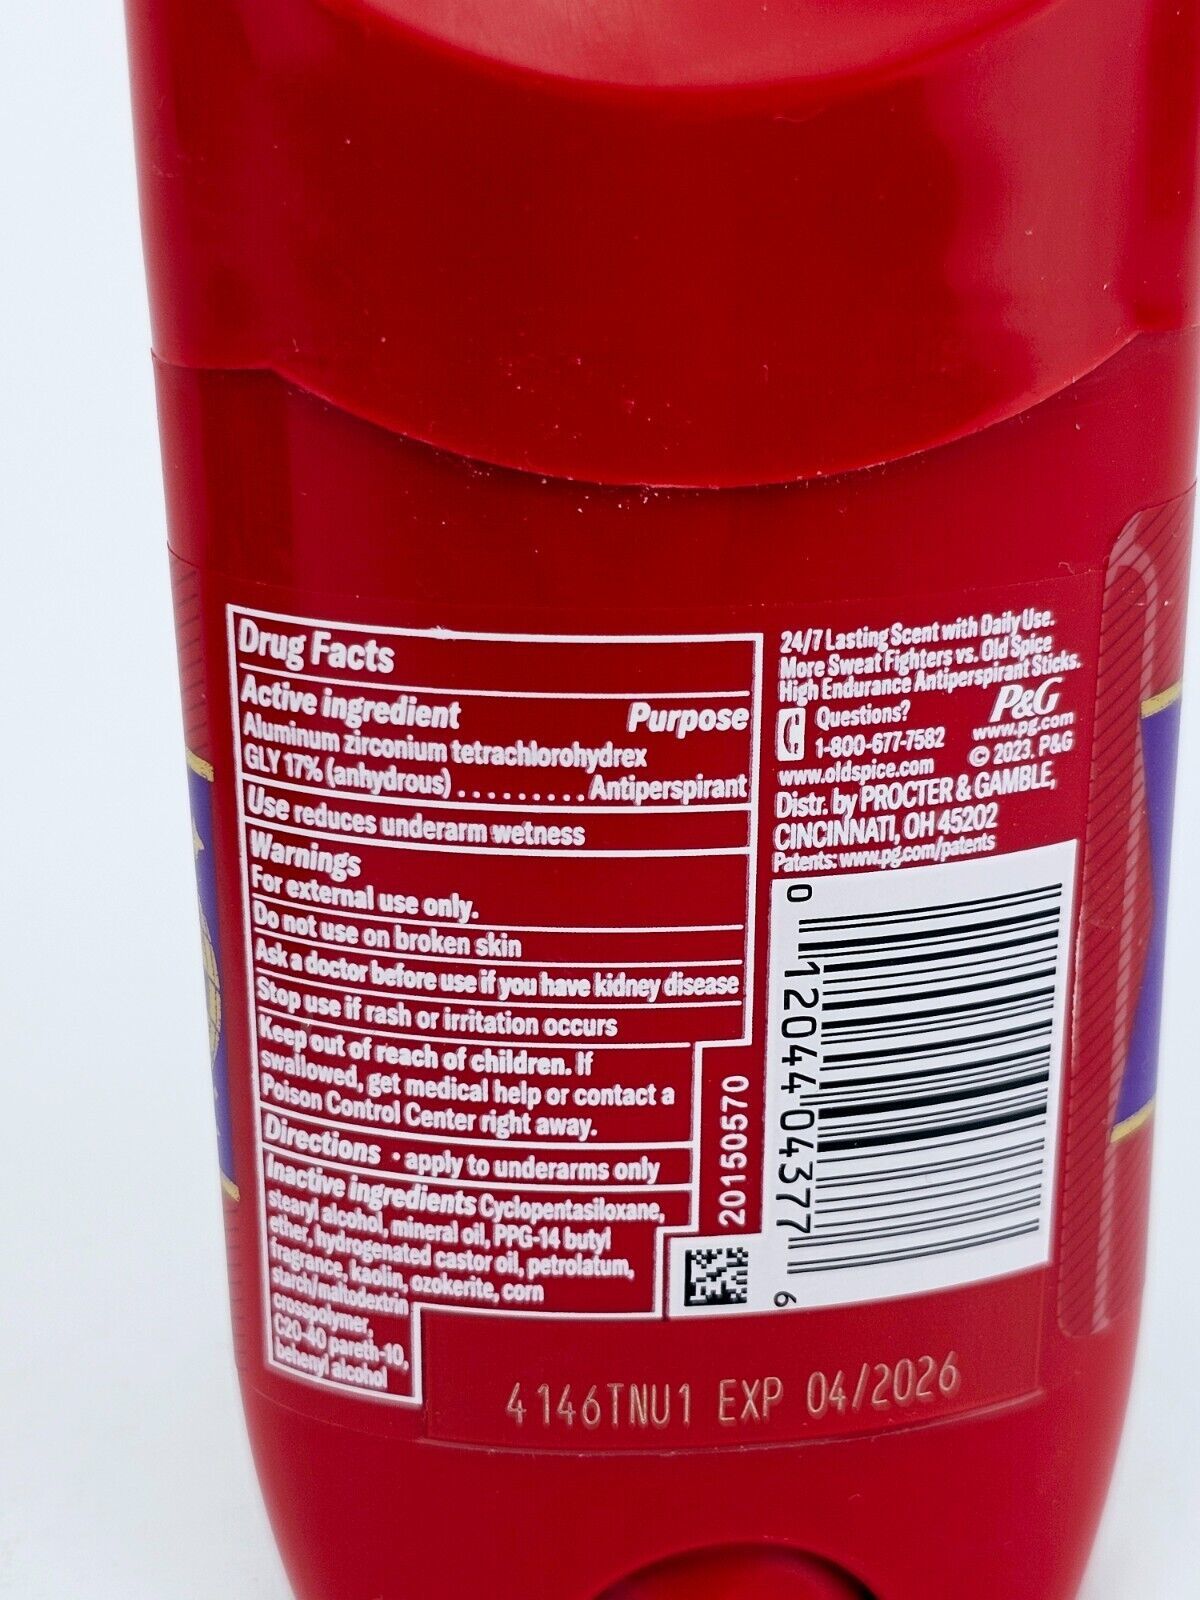 Drug Facts
Active ingredient Purpose
Aluminum zirconium tetrachlorohydrex
GLY 17% (anhydrous) ......... Antiperspirant
Use reduces underarm wetness
Warnings
For external use only.
Do not use on broken skin
Ask a doctor before use if you have kidney disease
Stop use if rash or irritation occurs
Keep out of reach of children. If
swallowed, get medical help or contact a
Poison Control Center right away.
Directions • apply to underarms only
Inactive ingredients Cyclopentasiloxane,
stearyl alcohol, mineral oil, PPG-14 butyl
ether, hydrogenated castor oil, petrolatum,
fragrance, kaolin, ozokerite, corn
starch/maltodextrin
crosspolymer,
C20-40 pareth-10,
behenyl alcohol
20150570
24/7 Lasting Scent with Daily Use.
More Sweat Fighters vs. Old Spice
High Endurance Antiperspirant Sticks.
Questions?
1-800-677-7582
www.oldspice.com
P&G
www.pg.com
© 2023. P&G
Distr. by PROCTER & GAMBLE,
CINCINNATI, OH 45202
Patents: www.pg.com/patents
0 12044 04377 6
4146TNU1 EXP 04/2026